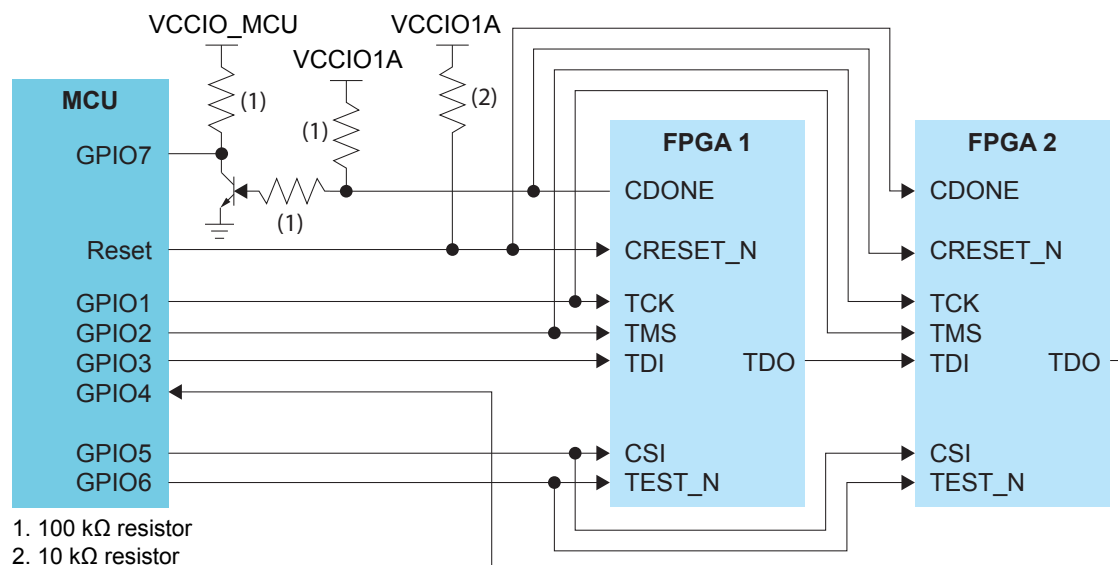 VCCIO_MCU
VCCIO1A
VCCIO1A
(1)
(1)
(2)
(1)
MCU
GPIO7
Reset
GPIO1
GPIO2
GPIO3
GPIO4
GPIO5
GPIO6
FPGA 1
CDONE
CRESET_N
TCK
TMS
TDI
TDO
CSI
TEST_N
FPGA 2
CDONE
CRESET_N
TCK
TMS
TDI
TDO
CSI
TEST_N
1. 100 kΩ resistor
2. 10 kΩ resistor